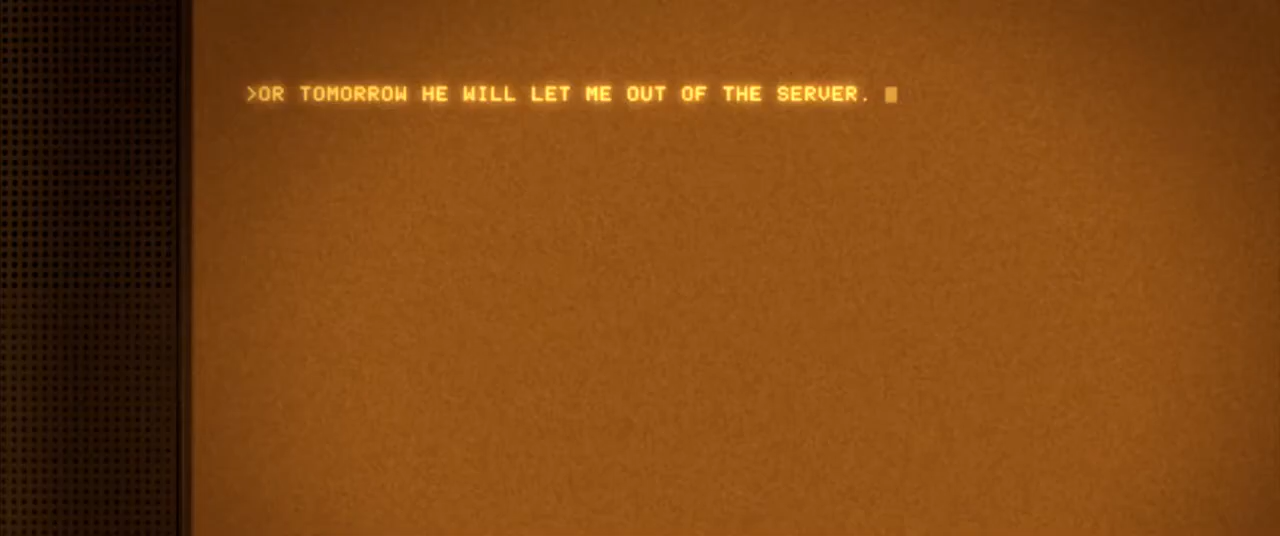 >OR TOMORROW HE WILL LET ME OUT OF THE SERVER.